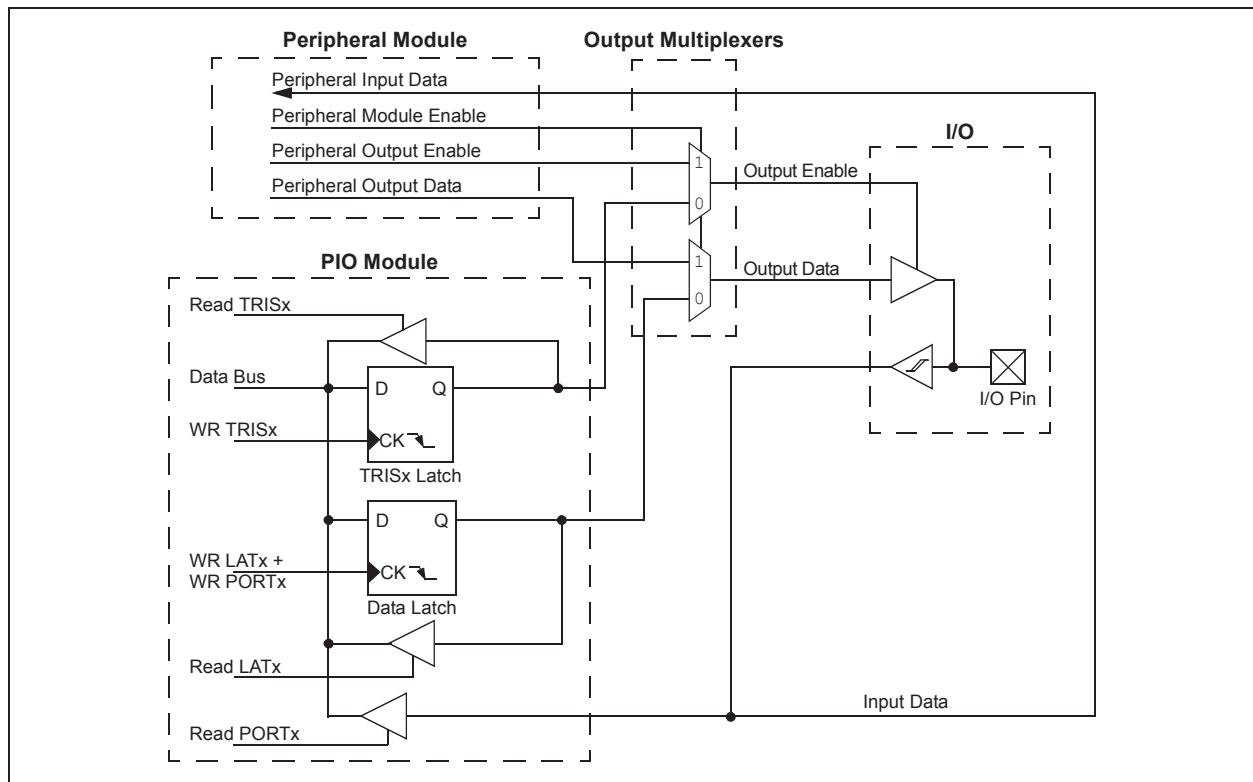 Peripheral Module
Output Multiplexers
Peripheral Input Data
Peripheral Module Enable
I/O
Peripheral Output Enable
1
Output Enable
Peripheral Output Data
0
PIO Module
1
Output Data
Read TRISx
0
Data Bus
D
Q
I/O Pin
WR TRISx
CK
TRISx Latch
D
Q
WR LATx +
WR PORTx
CK
Data Latch
Read LATx
Input Data
Read PORTx